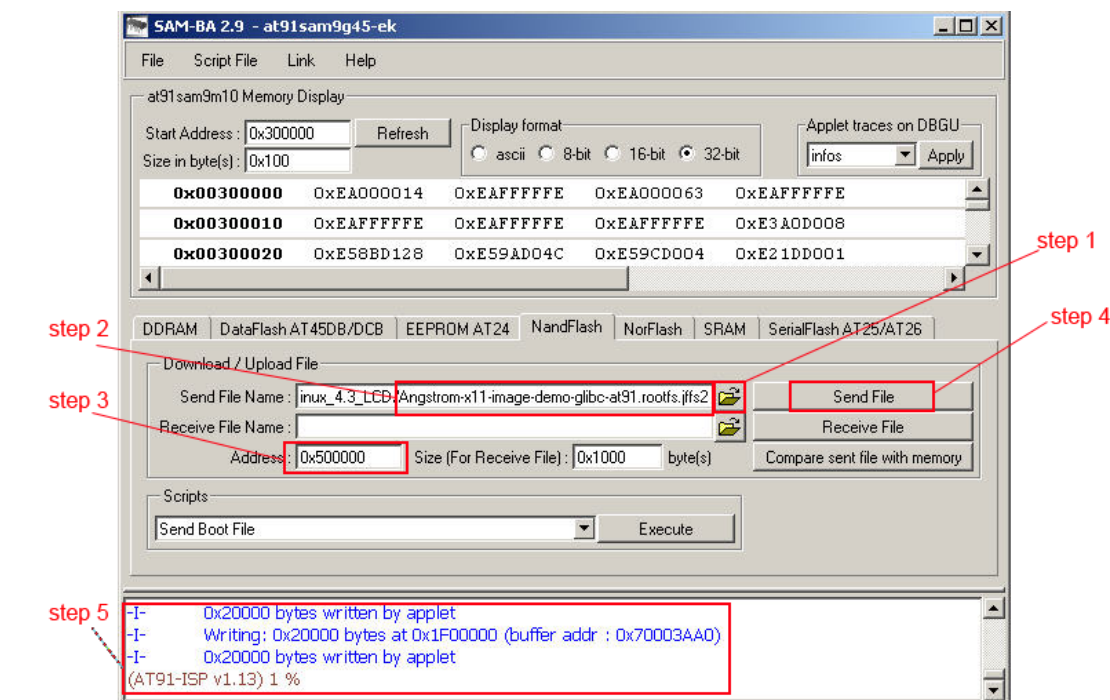 SAM-BA 2.9 - at91sam9g45-ek
File Script File Link Help
at91sam9m10 Memory Display
Start Address : 0x300000 Refresh
Size in byte(s) : 0x100
Display format
ascii 8-bit 16-bit 32-bit
Applet traces on DBGU
infos Apply
0x00300000 0xEA000014 0xEAFFFFFE 0xEA000063 0xEAFFFFFE
0x00300010 0xEAFFFFFE 0xEAFFFFFE 0xEAFFFFFE 0xE3A0D008
0x00300020 0xE58BD128 0xE59AD04C 0xE59CD004 0xE21DD001
step 1
step 2
DDRAM DataFlash AT45DB/DCB EEPROM AT24 NandFlash NorFlash SRAM SerialFlash AT25/AT26
step 4
Download / Upload File
step 3
Send File Name : inux_4.3_LCD/Angstrom-x11-image-demo-glibc-at91.rootfs.jffs2 Send File
Receive File Name : Receive File
Address : 0x500000 Size (For Receive File) : 0x1000 byte(s) Compare sent file with memory
Scripts
Send Boot File Execute
step 5
-I- 0x20000 bytes written by applet
-I- Writing: 0x20000 bytes at 0x1F00000 (buffer addr : 0x70003AA0)
-I- 0x20000 bytes written by applet
(AT91-ISP v1.13) 1 %